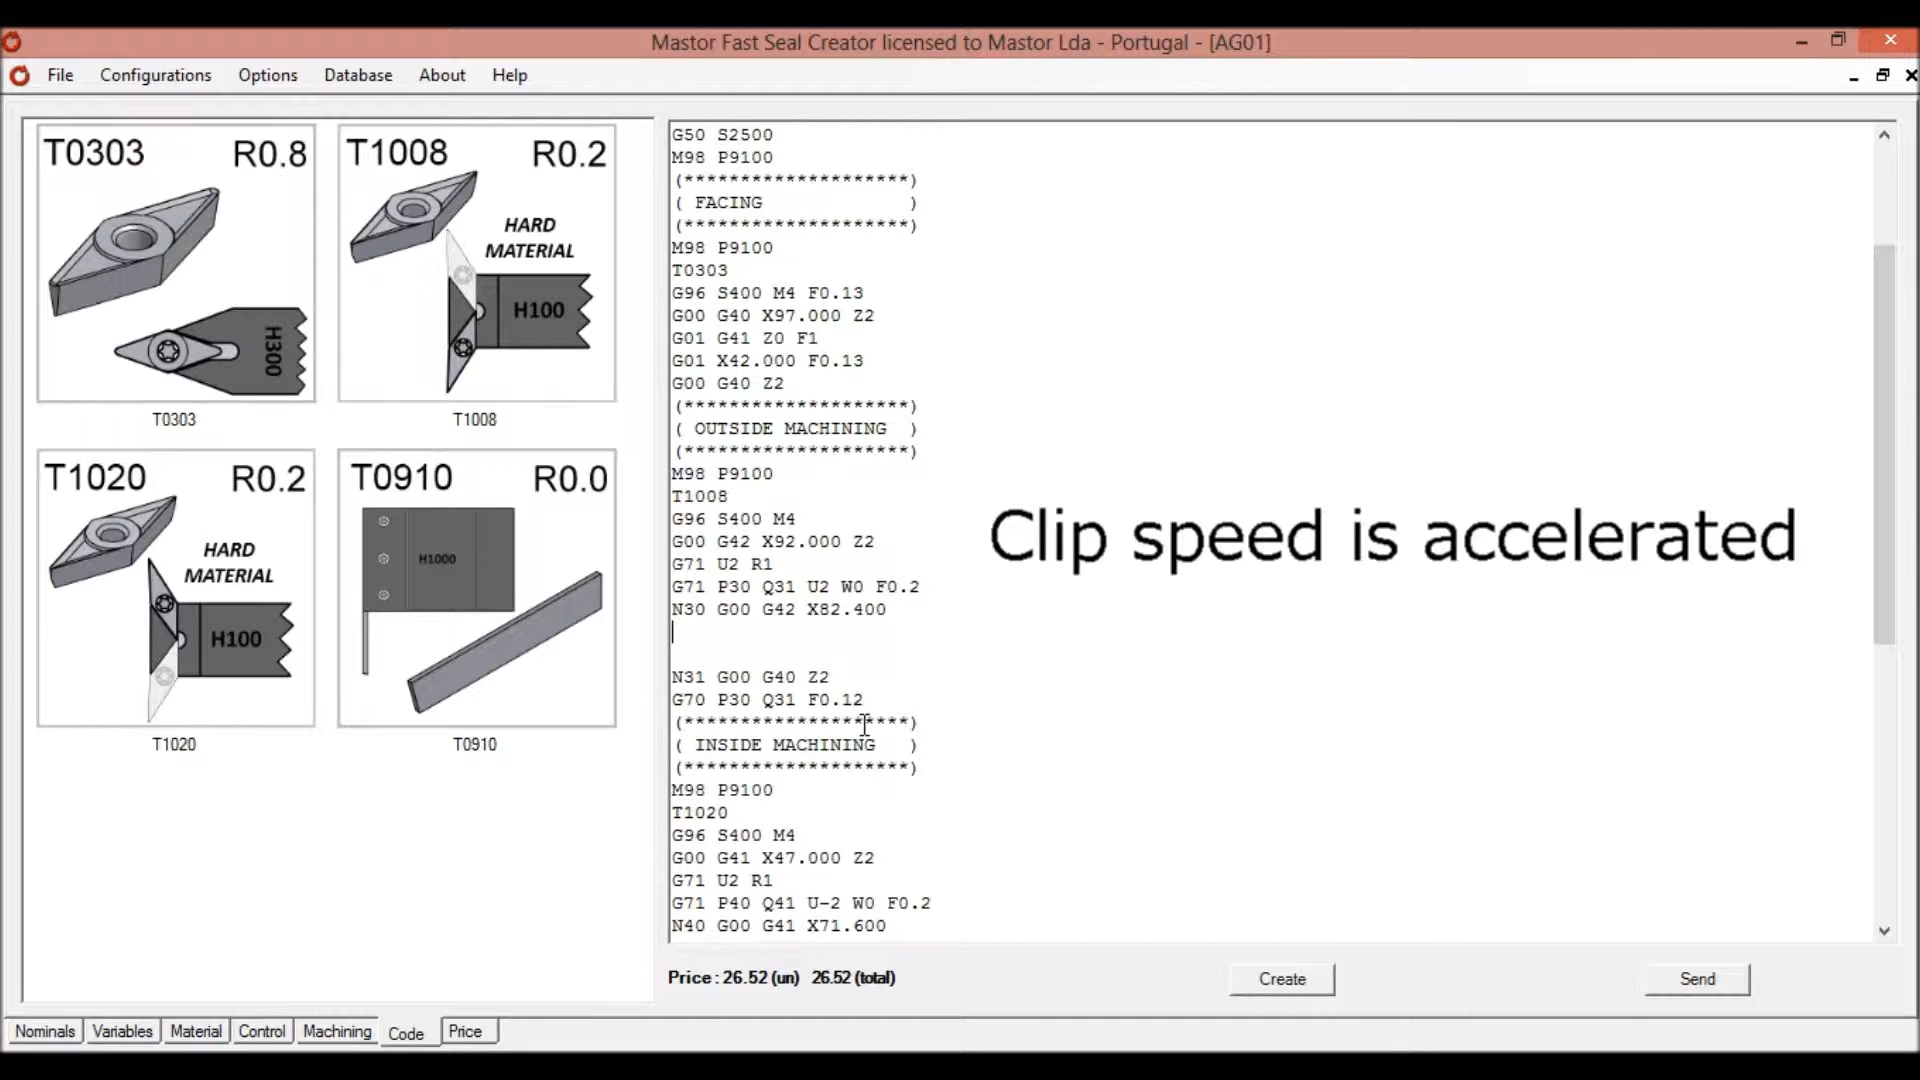 Mastor Fast Seal Creator licensed to Mastor Lda - Portugal - [AG01]
File Configurations Options Database About Help
T0303 R0.8
H300
T0303
T1008 R0.2
HARD
MATERIAL
H100
T1008
T1020 R0.2
HARD
MATERIAL
H100
T1020
T0910 R0.0
H1000
T0910
G50 S2500
M98 P9100
(********************)
( FACING )
(********************)
M98 P9100
T0303
G96 S400 M4 F0.13
G00 G40 X97.000 Z2
G01 G41 Z0 F1
G01 X42.000 F0.13
G00 G40 Z2
(********************)
( OUTSIDE MACHINING )
(********************)
M98 P9100
T1008
G96 S400 M4
G00 G42 X92.000 Z2
G71 U2 R1
G71 P30 Q31 U2 W0 F0.2
N30 G00 G42 X82.400
N31 G00 G40 Z2
G70 P30 Q31 F0.12
(********************)
( INSIDE MACHINING )
(********************)
M98 P9100
T1020
G96 S400 M4
G00 G41 X47.000 Z2
G71 U2 R1
G71 P40 Q41 U-2 W0 F0.2
N40 G00 G41 X71.600
Clip speed is accelerated
Price : 26.52 (un) 26.52 (total)
Create
Send
Nominals Variables Material Control Machining Code Price